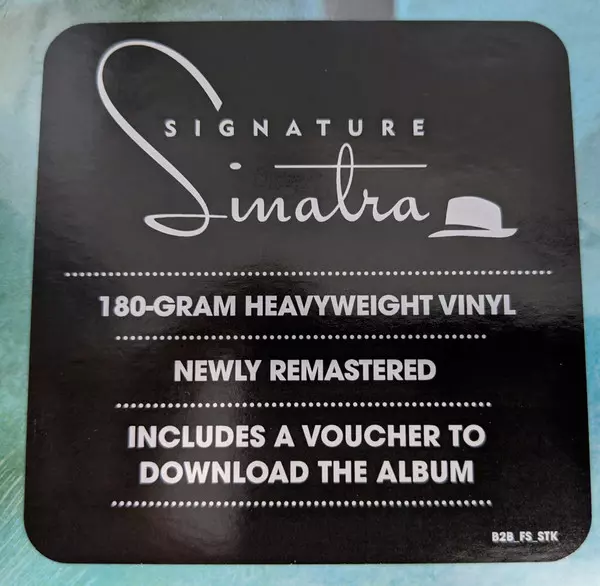 SIGNATURE
Sinatra
180-GRAM HEAVYWEIGHT VINYL
NEWLY REMASTERED
INCLUDES A VOUCHER TO
DOWNLOAD THE ALBUM
B2B_FS_STK